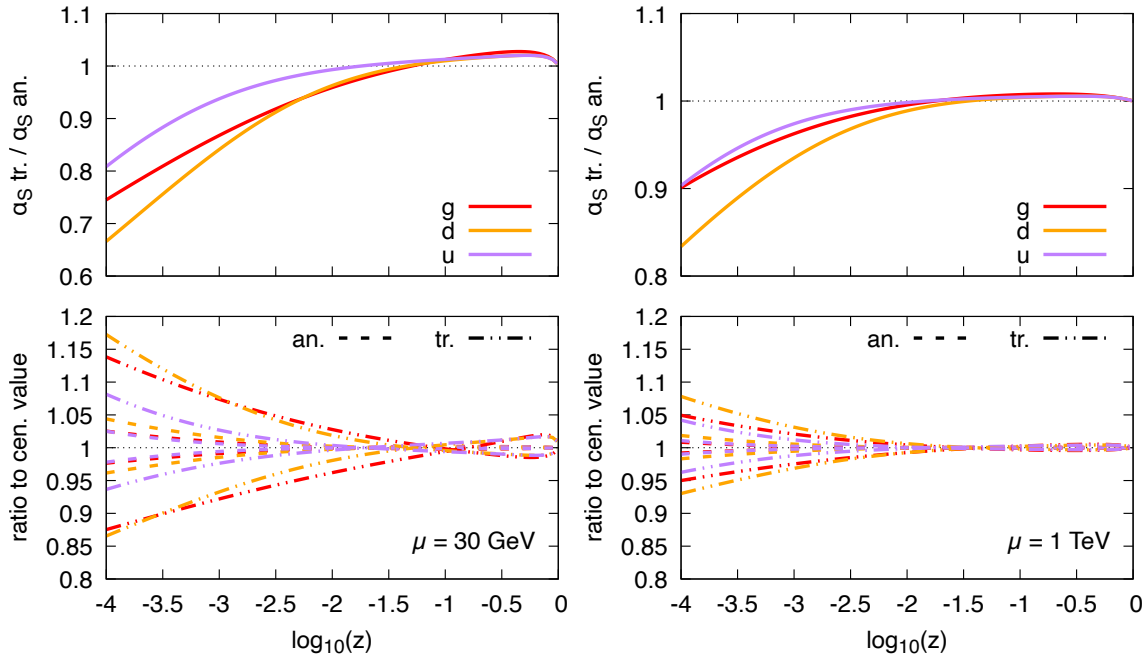 α_S tr. / α_S an.
1.1
1
0.9
0.8
0.7
0.6
g
d
u
α_S tr. / α_S an.
1.1
1
0.9
0.8
g
d
u
ratio to cen. value
1.2
1.15
1.1
1.05
1
0.95
0.9
0.85
0.8
an. tr.
μ = 30 GeV
-4 -3.5 -3 -2.5 -2 -1.5 -1 -0.5 0
log₁₀(z)
ratio to cen. value
1.2
1.15
1.1
1.05
1
0.95
0.9
0.85
0.8
an. tr.
μ = 1 TeV
-4 -3.5 -3 -2.5 -2 -1.5 -1 -0.5 0
log₁₀(z)